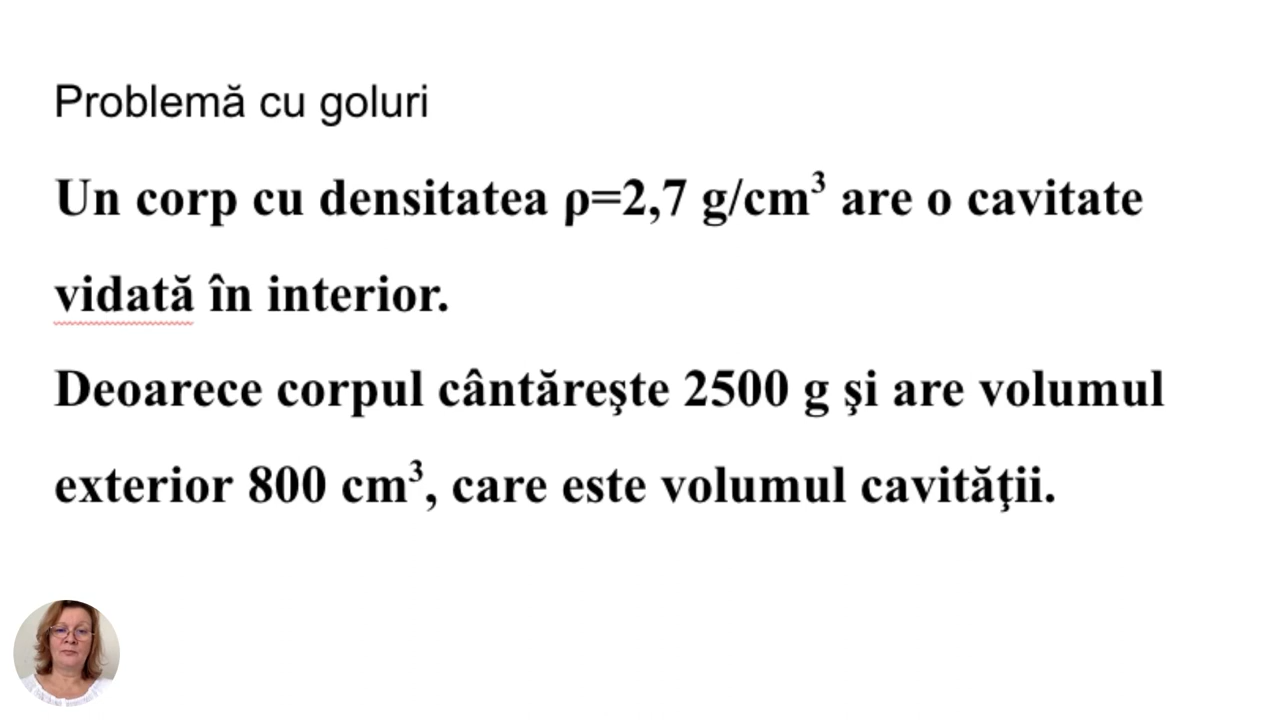 Problemă cu goluri
Un corp cu densitatea ρ=2,7 g/cm³ are o cavitate
vidată în interior.
Deoarece corpul cântăreşte 2500 g şi are volumul
exterior 800 cm³, care este volumul cavităţii.